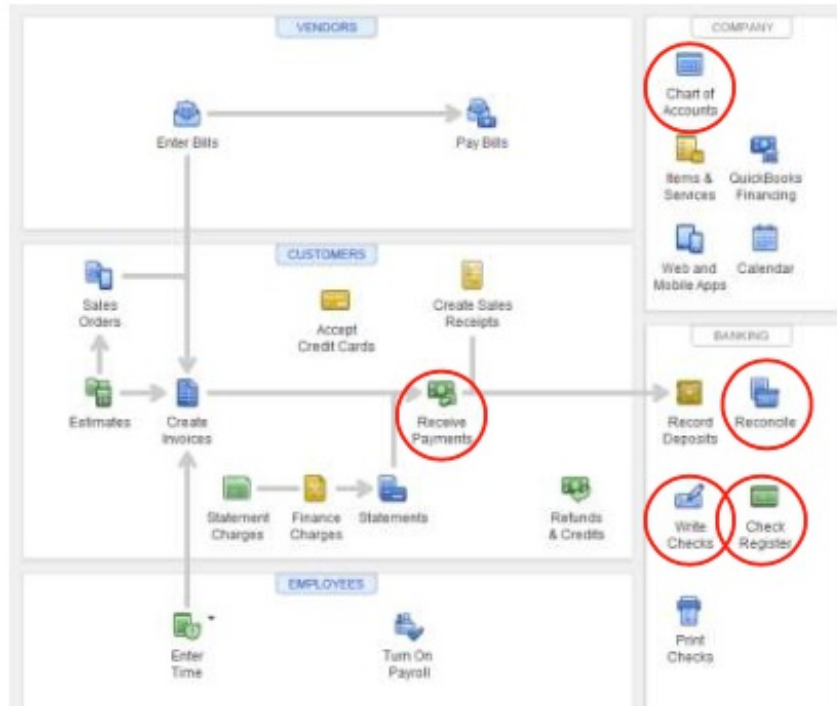 VENDORS
Enter Bills
Pay Bills
CUSTOMERS
Sales
Orders
Accept
Credit Cards
Create Sales
Receipts
Estimates
Create
Invoices
Receive
Payments
Statement
Charges
Finance
Charges
Statements
Refunds
& Credits
EMPLOYEES
Enter
Time
Turn On
Payroll
COMPANY
Chart of
Accounts
Items &
Services
QuickBooks
Financing
Web and
Mobile Apps
Calendar
BANKING
Record
Deposits
Reconcile
Write
Checks
Check
Register
Print
Checks